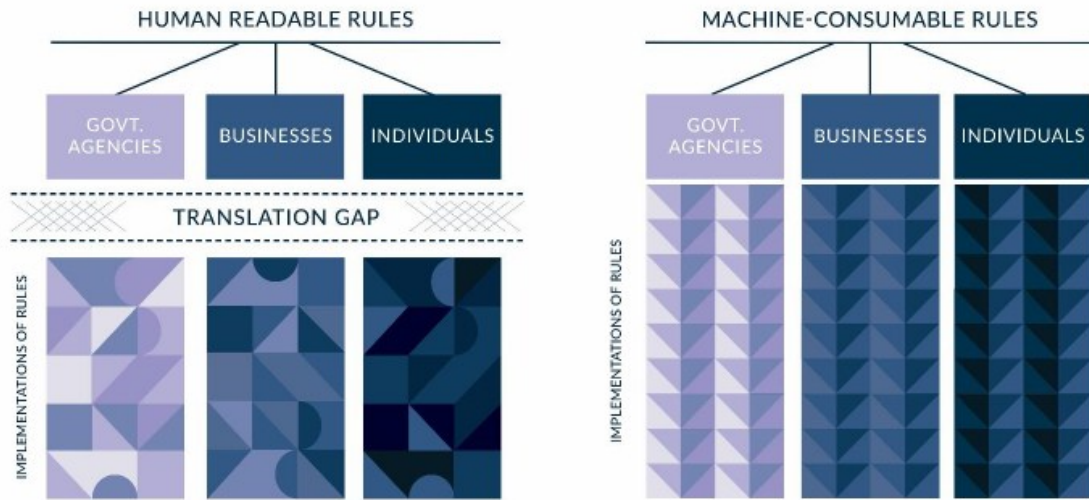 HUMAN READABLE RULES
GOVT.
AGENCIES
BUSINESSES
INDIVIDUALS
TRANSLATION GAP
IMPLEMENTATIONS OF RULES
MACHINE-CONSUMABLE RULES
GOVT.
AGENCIES
BUSINESSES
INDIVIDUALS
IMPLEMENTATIONS OF RULES